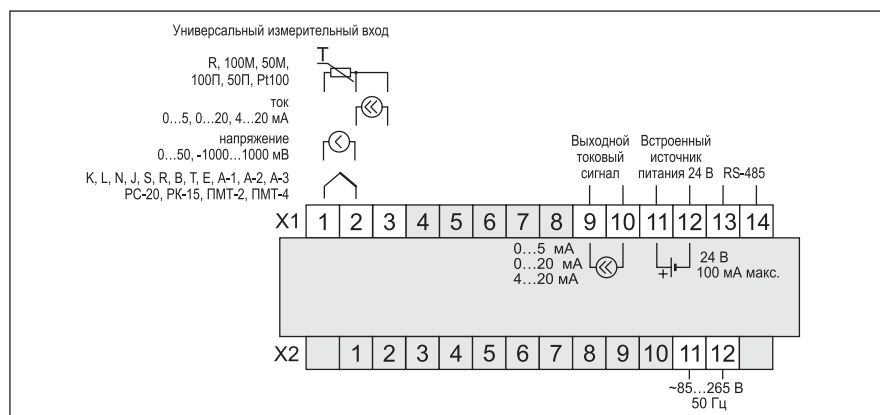 Универсальный измерительный вход
T
R, 100М, 50М,
100П, 50П, Pt100
ток
0...5, 0...20, 4...20 мА
напряжение
0...50, -1000...1000 мВ
K, L, N, J, S, R, B, T, E, А-1, А-2, А-3
РС-20, РК-15, ПМТ-2, ПМТ-4
Выходной
токовый
сигнал
Встроенный
источник
питания 24 В
RS-485
X1 1 2 3 4 5 6 7 8 9 10 11 12 13 14
0...5 мА
0...20 мА
4...20 мА
+
24 В
100 мА макс.
X2 1 2 3 4 5 6 7 8 9 10 11 12
~85...265 В
50 Гц